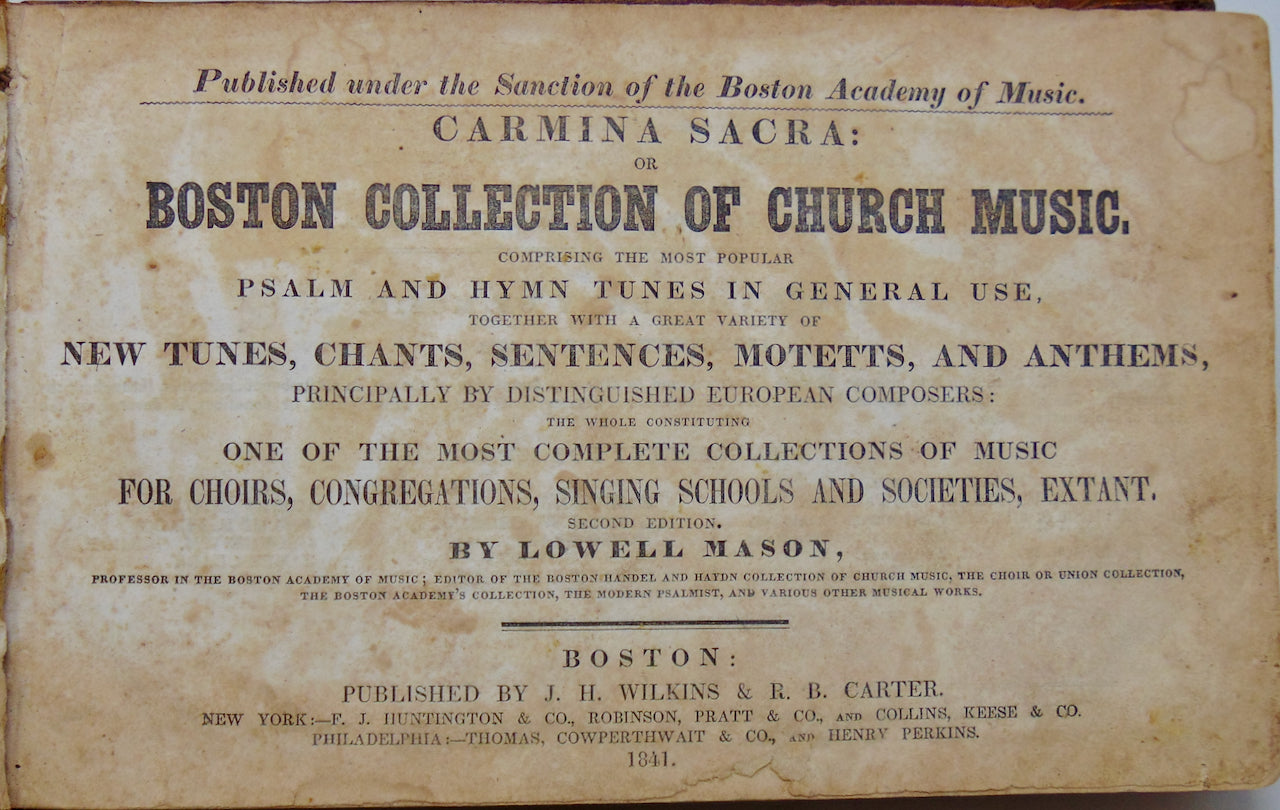 Published under the Sanction of the Boston Academy of Music.
CARMINA SACRA:
OR
BOSTON COLLECTION OF CHURCH MUSIC.
COMPRISING THE MOST POPULAR
PSALM AND HYMN TUNES IN GENERAL USE,
TOGETHER WITH A GREAT VARIETY OF
NEW TUNES, CHANTS, SENTENCES, MOTETTS, AND ANTHEMS,
PRINCIPALLY BY DISTINGUISHED EUROPEAN COMPOSERS:
THE WHOLE CONSTITUTING
ONE OF THE MOST COMPLETE COLLECTIONS OF MUSIC
FOR CHOIRS, CONGREGATIONS, SINGING SCHOOLS AND SOCIETIES, EXTANT.
SECOND EDITION.
BY LOWELL MASON,
PROFESSOR IN THE BOSTON ACADEMY OF MUSIC; EDITOR OF THE BOSTON HANDEL AND HAYDN COLLECTION OF CHURCH MUSIC, THE CHOIR OR UNION COLLECTION,
THE BOSTON ACADEMY'S COLLECTION, THE MODERN PSALMIST, AND VARIOUS OTHER MUSICAL WORKS.
BOSTON:
PUBLISHED BY J. H. WILKINS & R. B. CARTER.
NEW YORK:—F. J. HUNTINGTON & CO., ROBINSON, PRATT & CO., AND COLLINS, KEESE & CO.
PHILADELPHIA:—THOMAS, COWPERTHWAIT & CO., AND HENRY PERKINS.
1841.